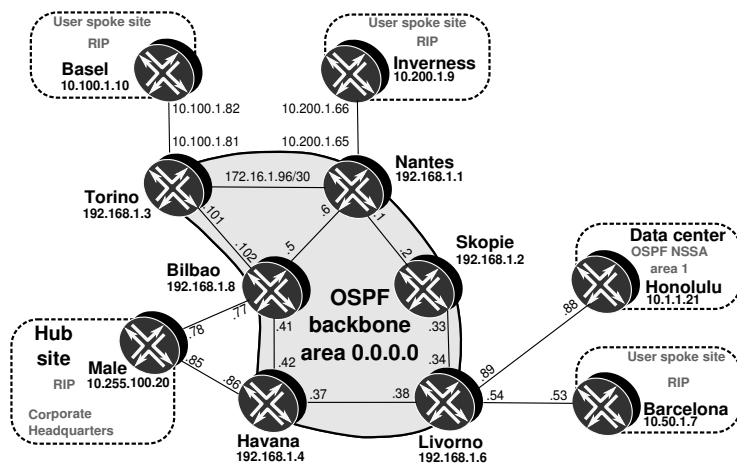 User spoke site
RIP
Basel
10.100.1.10
User spoke site
RIP
Inverness
10.200.1.9
10.100.1.82
10.200.1.66
10.100.1.81
10.200.1.65
172.16.1.96/30
Nantes
192.168.1.1
Torino
192.168.1.3
.101
.102
.6
.5
.1
.2
Skopie
192.168.1.2
Data center
OSPF NSSA
area 1
Honolulu
10.1.1.21
Bilbao
192.168.1.8
OSPF
backbone
area 0.0.0.0
.88
.77
.78
.41
.33
Hub
site
RIP
Male
10.255.100.20
Corporate
Headquarters
.42
.34
.85
.86
.37
.38
.89
.54
.53
User spoke site
RIP
Barcelona
10.50.1.7
Havana
192.168.1.4
Livorno
192.168.1.6